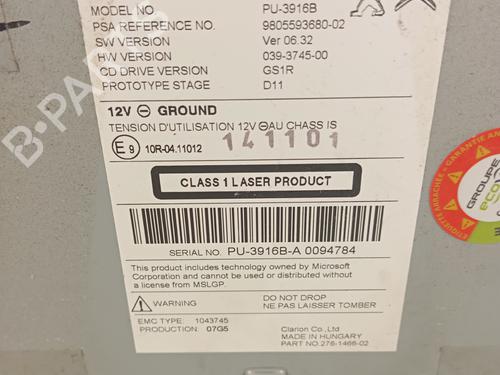 MODEL NO PU-3916B
PSA REFERENCE NO. 9805593680-02
SW VERSION Ver 06.32
HW VERSION 039-3745-00
CD DRIVE VERSION GS1R
PROTOTYPE STAGE D11
12V ⊖ GROUND
TENSION D'UTILISATION 12V ⊖AU CHASS IS
E 9 10R-04.11012 141101
CLASS 1 LASER PRODUCT
SERIAL NO. PU-3916B-A 0094784
This product includes technology owned by Microsoft
Corporation and cannot be used or distributed without
a license from MSLGP.
WARNING
DO NOT DROP
NE PAS LAISSER TOMBER
EMC TYPE: 1043745
PRODUCTION: 07G5
Clarion Co.,Ltd
MADE IN HUNGARY
PART NO.276-1466-02
GARANTIE
GROUPE
eco
B-PARTS